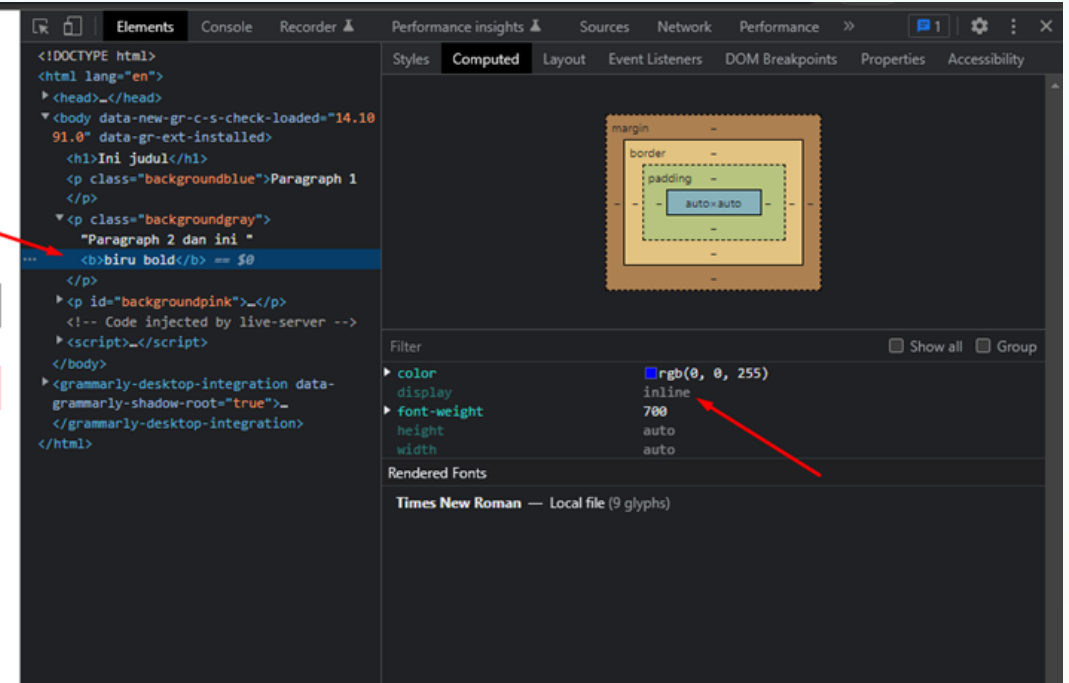 Elements Console Recorder Performance insights Sources Network Performance » 1
<!DOCTYPE html>
<html lang="en">
<head>…</head>
<body data-new-gr-c-s-check-loaded="14.10
91.0" data-gr-ext-installed>
<h1>Ini judul</h1>
<p class="backgroundblue">Paragraph 1
</p>
<p class="backgroundgray">
"Paragraph 2 dan ini "
<b>biru bold</b> == $0
</p>
<p id="backgroundpink">…</p>
<!-- Code injected by live-server -->
<script>…</script>
</body>
<grammarly-desktop-integration data-
grammarly-shadow-root="true">…
</grammarly-desktop-integration>
</html>
Styles Computed Layout Event Listeners DOM Breakpoints Properties Accessibility
margin -
border -
padding -
- - - auto×auto - - -
-
-
-
Filter Show all Group
color rgb(0, 0, 255)
display inline
font-weight 700
height auto
width auto
Rendered Fonts
Times New Roman — Local file (9 glyphs)